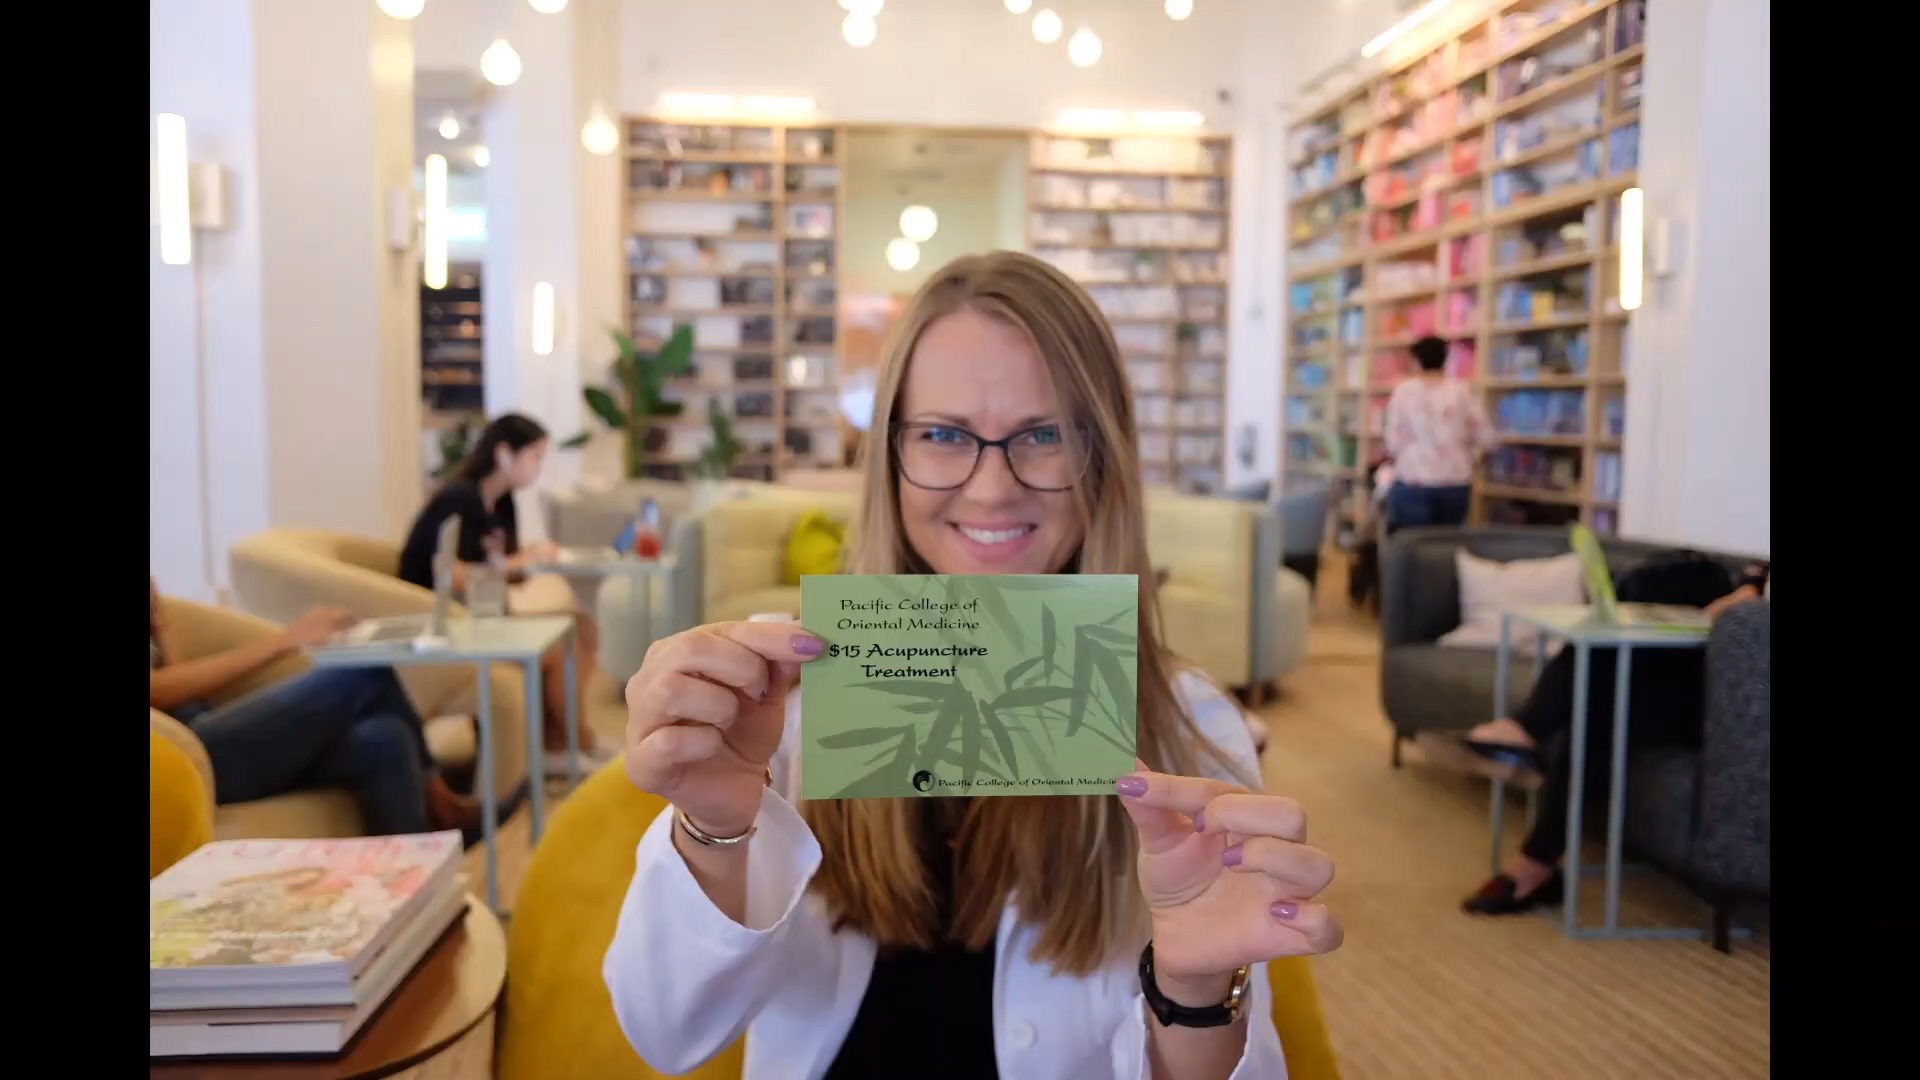 Pacific College of
Oriental Medicine
$15 Acupuncture
Treatment
Pacific College of Oriental Medicine